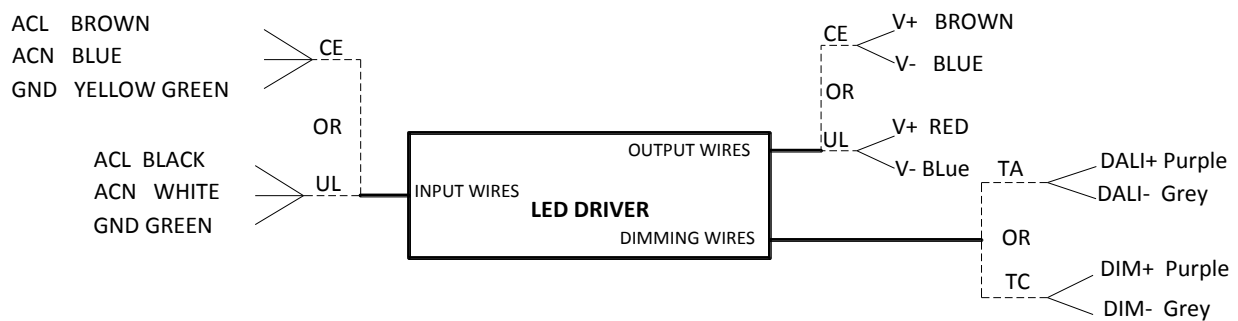 ACL BROWN
ACN BLUE
GND YELLOW GREEN
CE
OR
ACL BLACK
ACN WHITE
GND GREEN
UL
INPUT WIRES
OUTPUT WIRES
LED DRIVER
DIMMING WIRES
CE
V+ BROWN
V- BLUE
OR
UL
V+ RED
V- BLue
TA
DALI+ Purple
DALI- Grey
OR
TC
DIM+ Purple
DIM- Grey